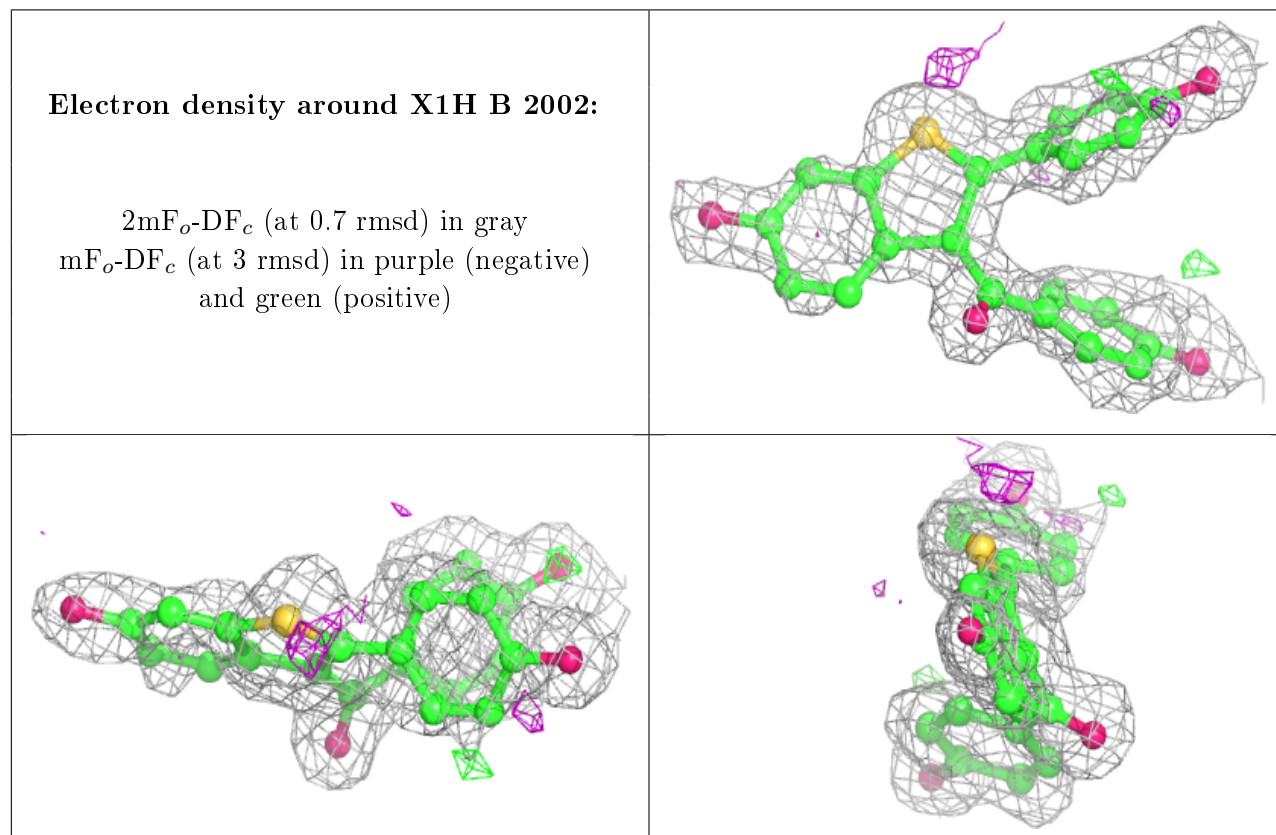 Electron density around X1H B 2002:
2mFo-DFc (at 0.7 rmsd) in gray
mFo-DFc (at 3 rmsd) in purple (negative)
and green (positive)